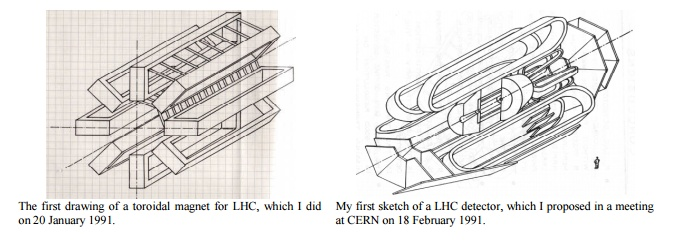 The first drawing of a toroidal magnet for LHC, which I did
on 20 January 1991.
My first sketch of a LHC detector, which I proposed in a meeting
at CERN on 18 February 1991.